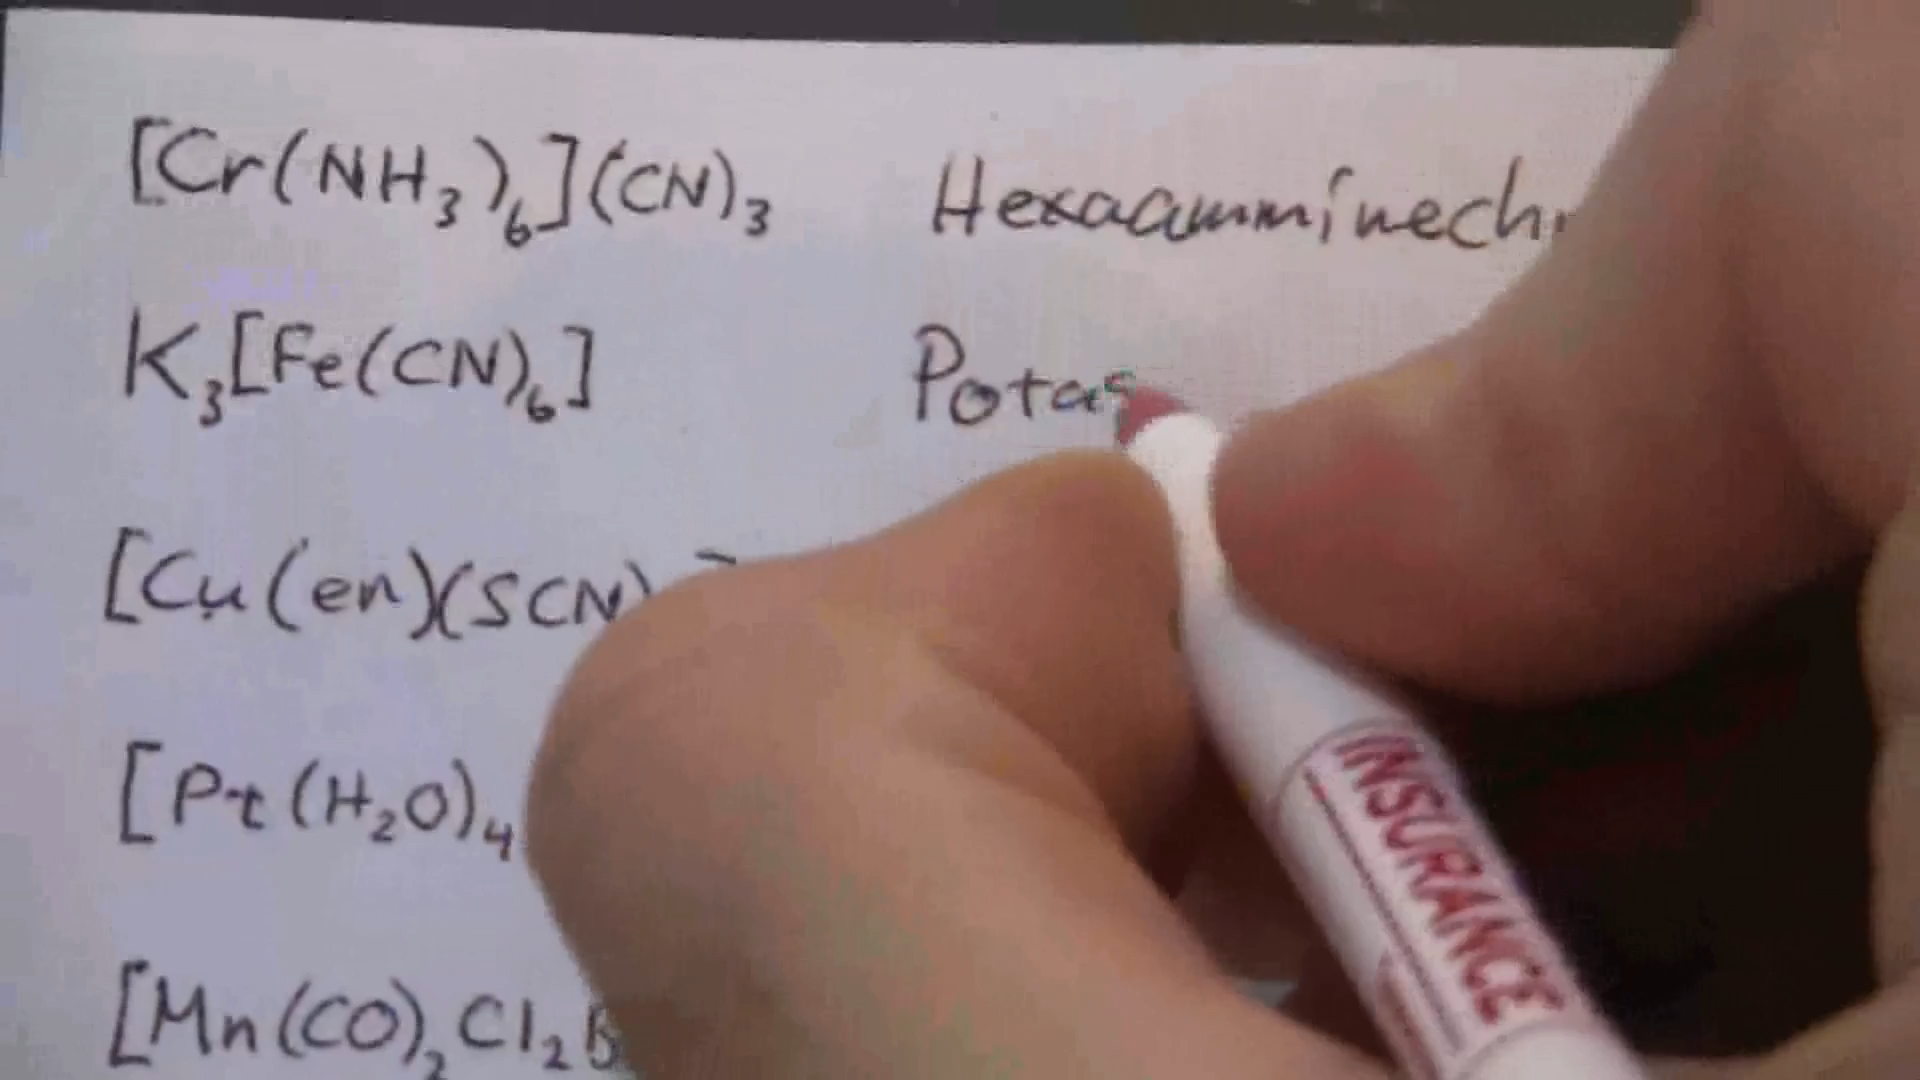 [Cr(NH₃)₆](CN)₃ Hexaamminech
K₃[Fe(CN)₆] Potas
[Cu(en)(SCN)
[Pt(H₂O)₄
[Mn(CO)₂Cl₂B
INSURANCE